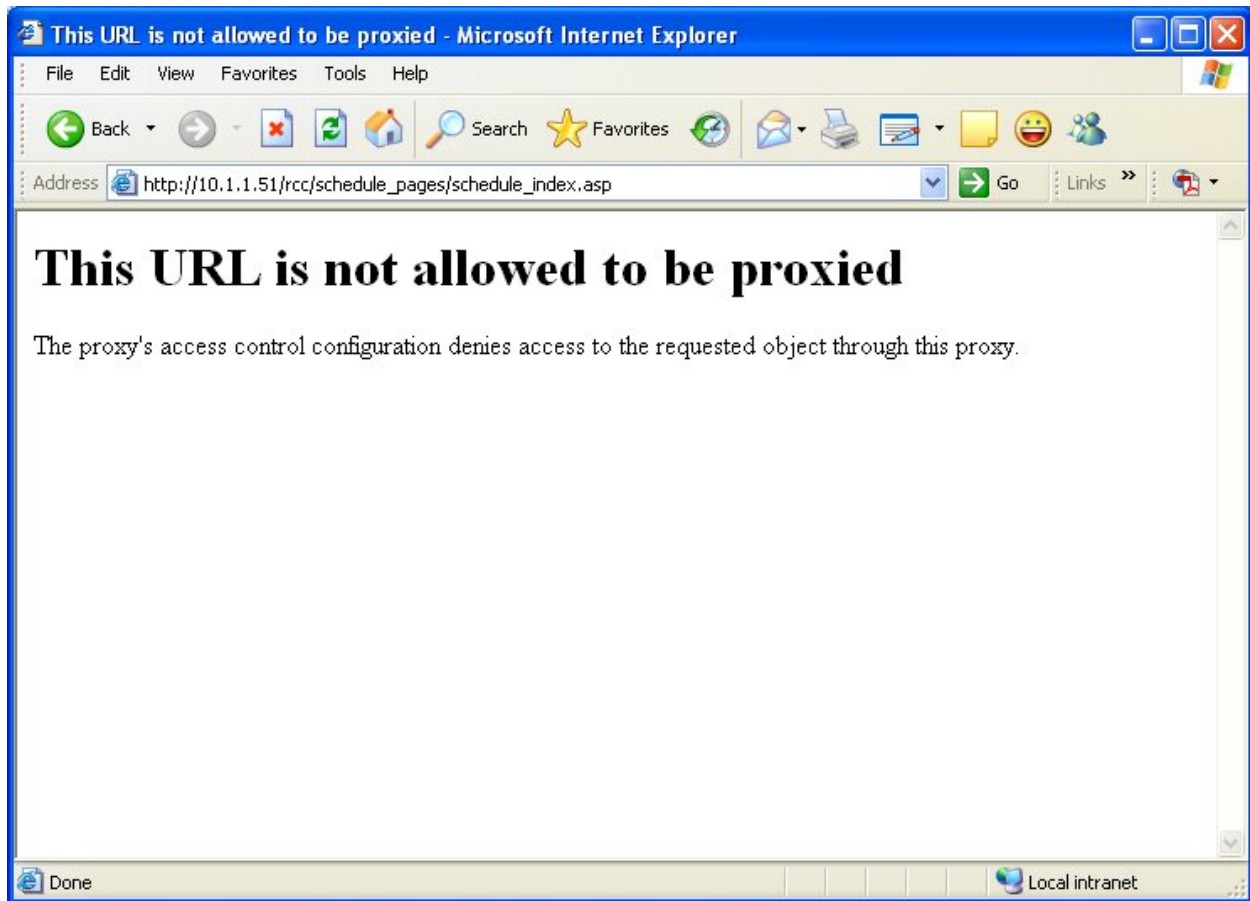 This URL is not allowed to be proxied - Microsoft Internet Explorer
File Edit View Favorites Tools Help
Back Search Favorites
Address http://10.1.1.51/rcc/schedule_pages/schedule_index.asp Go Links »
This URL is not allowed to be proxied
The proxy's access control configuration denies access to the requested object through this proxy.
Done Local intranet